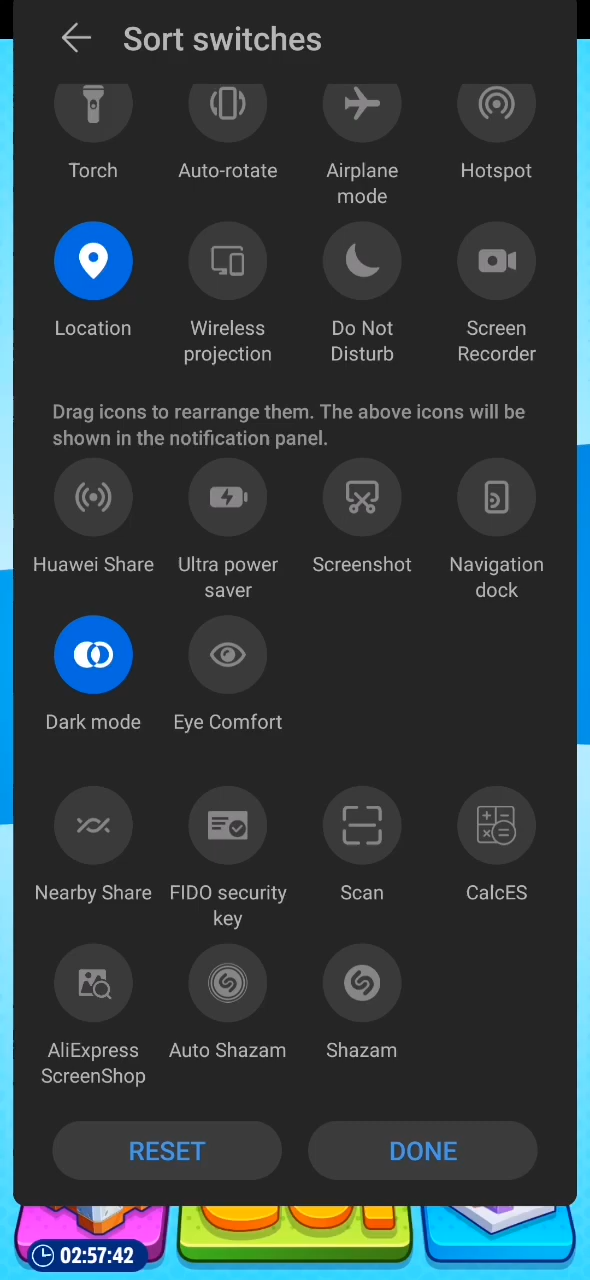 Sort switches
Torch
Auto-rotate
Airplane
mode
Hotspot
Location
Wireless
projection
Do Not
Disturb
Screen
Recorder
Drag icons to rearrange them. The above icons will be
shown in the notification panel.
Huawei Share
Ultra power
saver
Screenshot
Navigation
dock
Dark mode
Eye Comfort
Nearby Share
FIDO security
key
Scan
CalcES
AliExpress
ScreenShop
Auto Shazam
Shazam
RESET
DONE
02:57:42